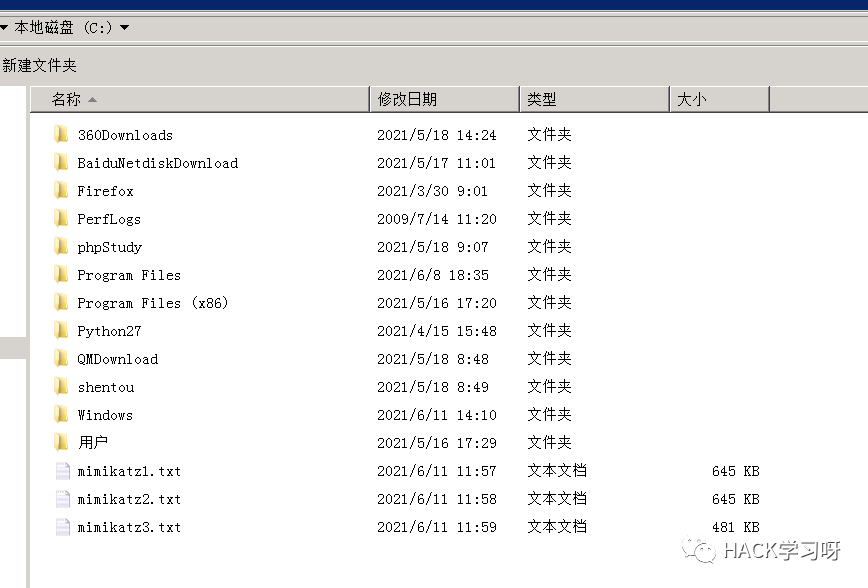 本地磁盘 (C:)
新建文件夹
名称 修改日期 类型 大小
360Downloads 2021/5/18 14:24 文件夹
BaiduNetdiskDownload 2021/5/17 11:01 文件夹
Firefox 2021/3/30 9:01 文件夹
PerfLogs 2009/7/14 11:20 文件夹
phpStudy 2021/5/18 9:07 文件夹
Program Files 2021/6/8 18:35 文件夹
Program Files (x86) 2021/5/16 17:20 文件夹
Python27 2021/4/15 15:48 文件夹
QMDownload 2021/5/18 8:48 文件夹
shentou 2021/5/18 8:49 文件夹
Windows 2021/6/11 14:10 文件夹
用户 2021/5/16 17:29 文件夹
mimikatz1.txt 2021/6/11 11:57 文本文档 645 KB
mimikatz2.txt 2021/6/11 11:58 文本文档 645 KB
mimikatz3.txt 2021/6/11 11:59 文本文档 481 KB
HACK学习呀